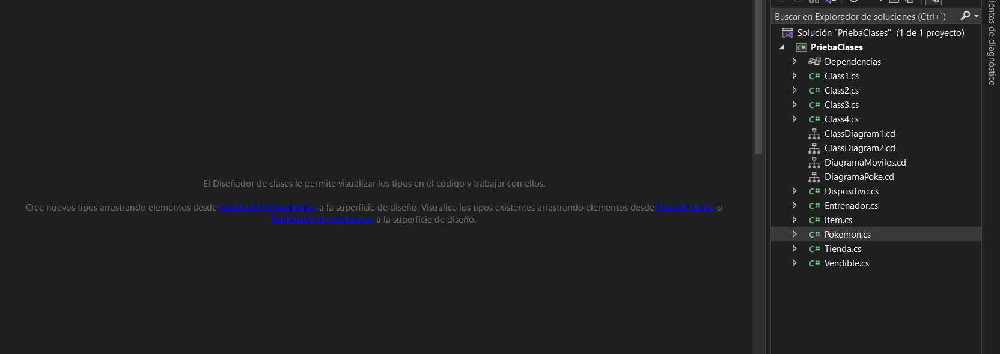 El Diseñador de clases le permite visualizar los tipos en el código y trabajar con ellos.
Cree nuevos tipos arrastrando elementos desde Cuadro de herramientas a la superficie de diseño. Visualice los tipos existentes arrastrando elementos desde Vista de clases o
Explorador de soluciones a la superficie de diseño.
Buscar en Explorador de soluciones (Ctrl+`)
Solución "PriebaClases" (1 de 1 proyecto)
C# PriebaClases
Dependencias
C# Class1.cs
C# Class2.cs
C# Class3.cs
C# Class4.cs
ClassDiagram1.cd
ClassDiagram2.cd
DiagramaMoviles.cd
DiagramaPoke.cd
C# Dispositivo.cs
C# Entrenador.cs
C# Item.cs
C# Pokemon.cs
C# Tienda.cs
C# Vendible.cs
ientas de diagnóstico